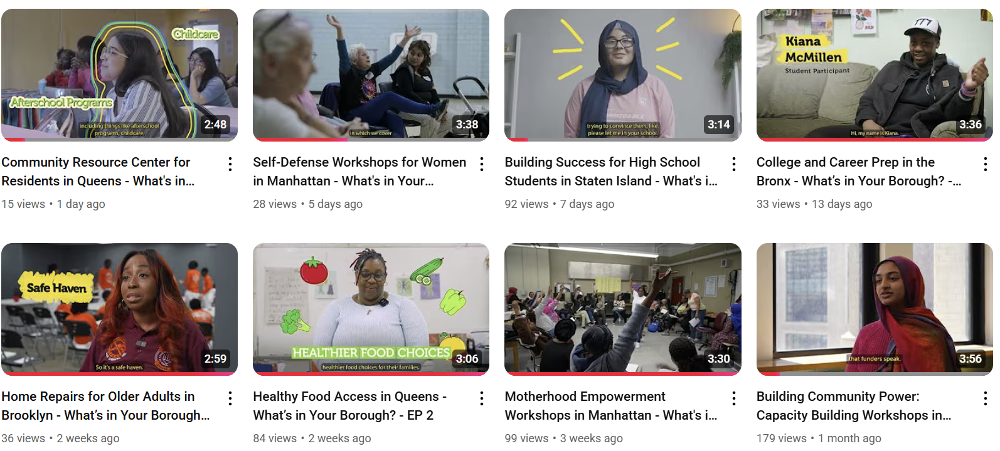 Childcare
Afterschool Programs
including things like afterschool
programs, childcare,
2:48
in which we cover
3:38
trying to convince them, like,
please let me in your school.
3:14
Kiana
McMillen
Student Participant
Hi, my name is Kiana.
3:36
Community Resource Center for
Residents in Queens - What's in...
15 views • 1 day ago
Self-Defense Workshops for Women
in Manhattan - What's in Your...
28 views • 5 days ago
Building Success for High School
Students in Staten Island - What's i...
92 views • 7 days ago
College and Career Prep in the
Bronx - What’s in Your Borough? -...
33 views • 13 days ago
Safe Haven
So it's a safe haven.
2:59
HEALTHIER FOOD CHOICES
healthier food choices for their families.
3:06
3:30
that funders speak.
3:56
Home Repairs for Older Adults in
Brooklyn - What’s in Your Borough...
36 views • 2 weeks ago
Healthy Food Access in Queens -
What’s in Your Borough? - EP 2
84 views • 2 weeks ago
Motherhood Empowerment
Workshops in Manhattan - What's i...
99 views • 3 weeks ago
Building Community Power:
Capacity Building Workshops in...
179 views • 1 month ago